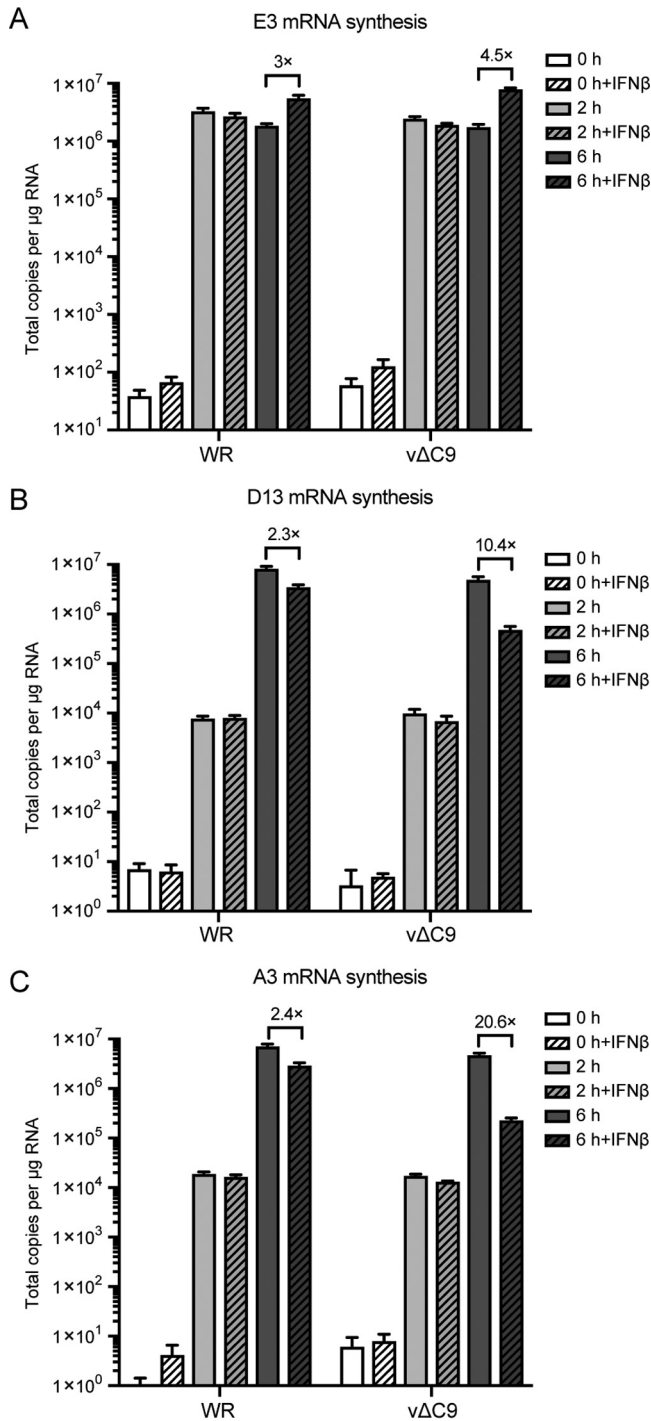 A
E3 mRNA synthesis
Total copies per µg RNA
1×10⁷
1×10⁶
1×10⁵
1×10⁴
1×10³
1×10²
1×10¹
3×
4.5×
WR
vΔC9
0 h
0 h+IFNβ
2 h
2 h+IFNβ
6 h
6 h+IFNβ
B
D13 mRNA synthesis
Total copies per µg RNA
1×10⁷
1×10⁶
1×10⁵
1×10⁴
1×10³
1×10²
1×10¹
1×10⁰
2.3×
10.4×
WR
vΔC9
0 h
0 h+IFNβ
2 h
2 h+IFNβ
6 h
6 h+IFNβ
C
A3 mRNA synthesis
Total copies per µg RNA
1×10⁷
1×10⁶
1×10⁵
1×10⁴
1×10³
1×10²
1×10¹
1×10⁰
2.4×
20.6×
WR
vΔC9
0 h
0 h+IFNβ
2 h
2 h+IFNβ
6 h
6 h+IFNβ